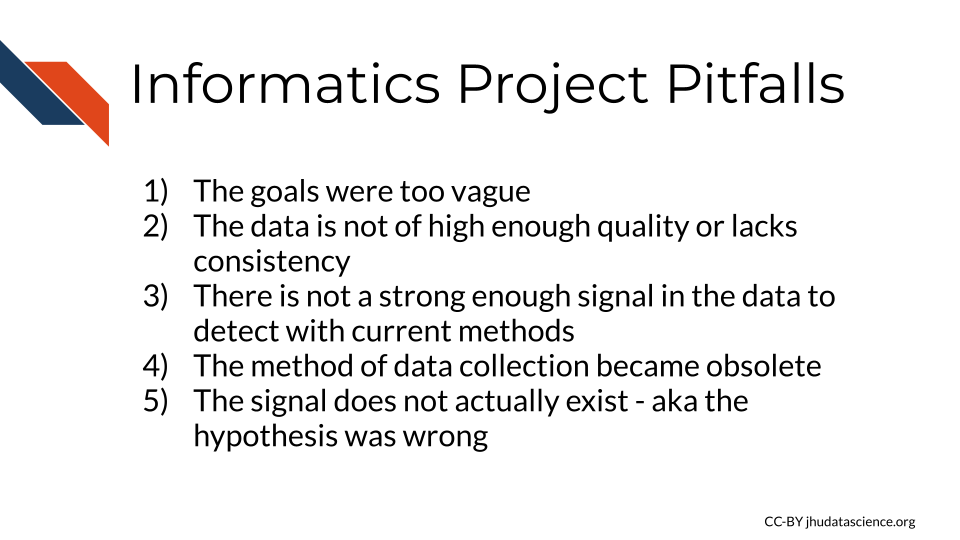 Informatics Project Pitfalls
1) The goals were too vague
2) The data is not of high enough quality or lacks
consistency
3) There is not a strong enough signal in the data to
detect with current methods
4) The method of data collection became obsolete
5) The signal does not actually exist - aka the
hypothesis was wrong
CC-BY jhudatascience.org